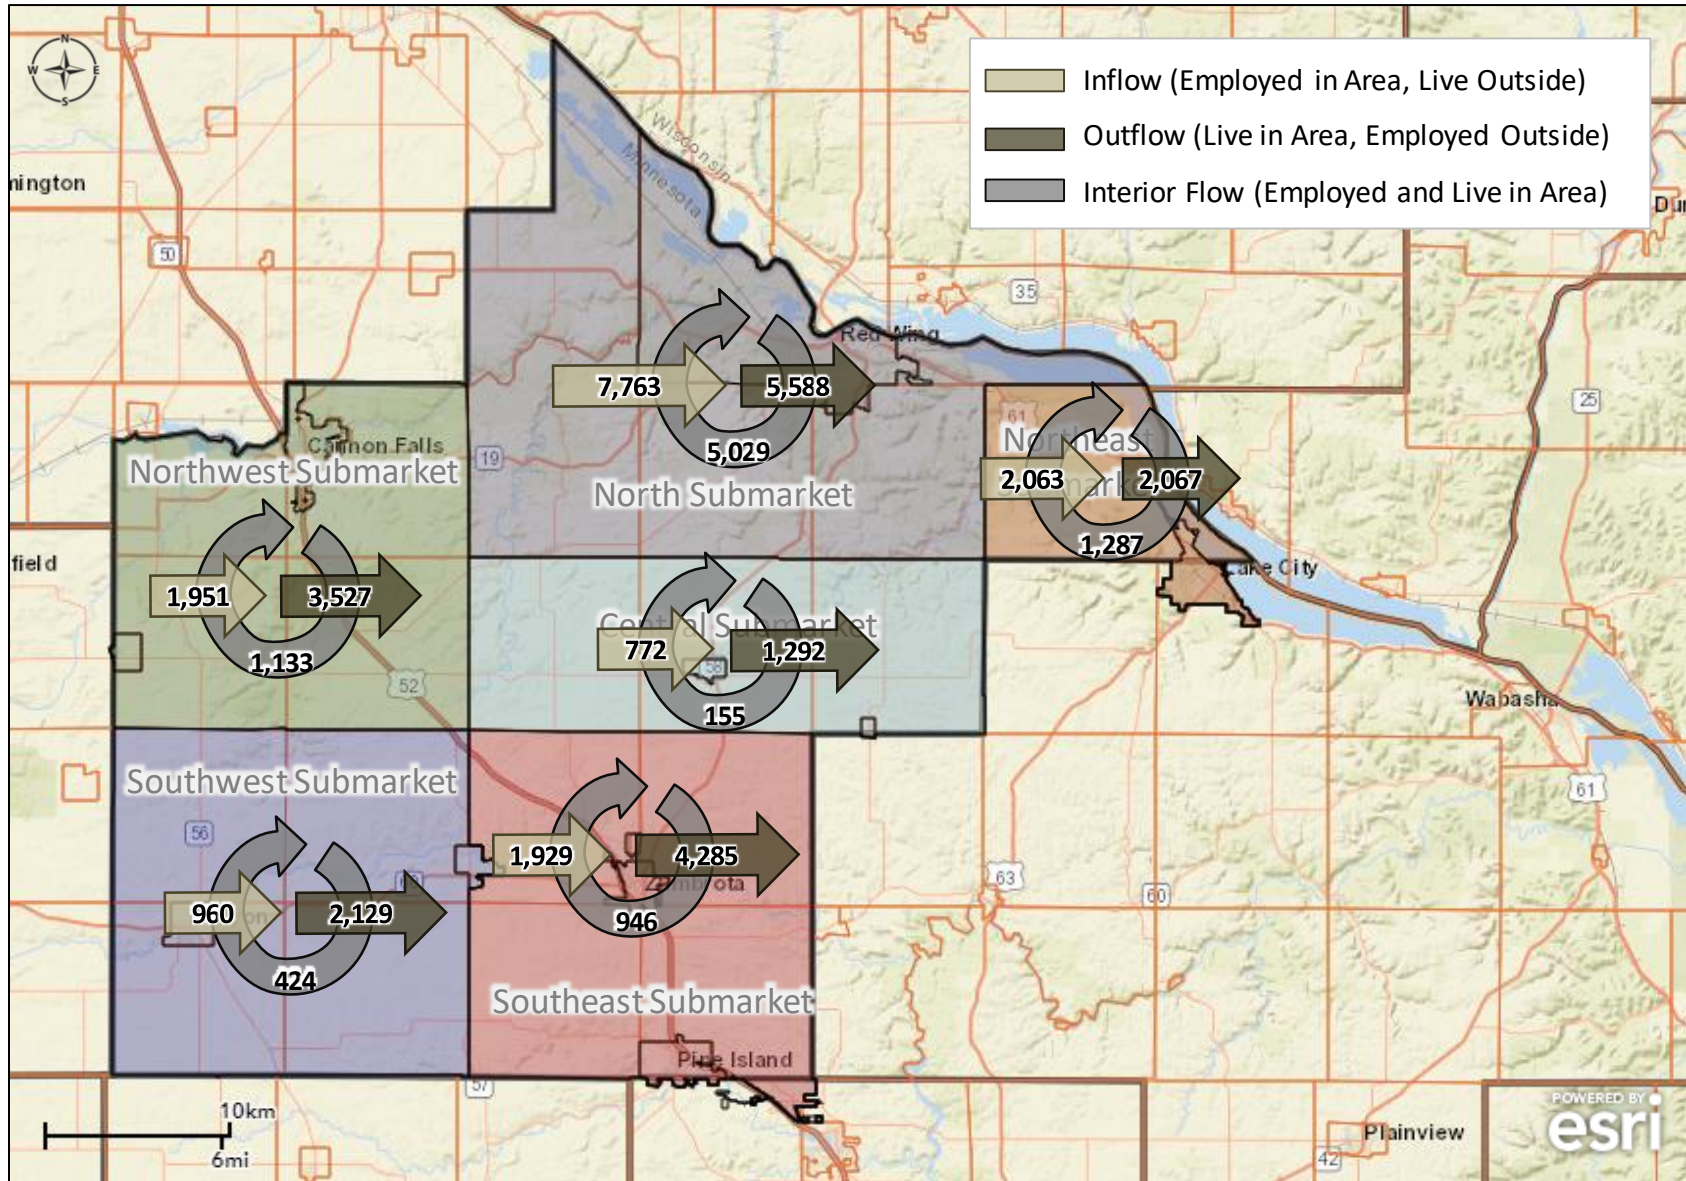 N
W E
S
Inflow (Employed in Area, Live Outside)
Outflow (Live in Area, Employed Outside)
Interior Flow (Employed and Live in Area)
Wisconsin
Minnesota
mington
Dur
50
35
Red Wing
7,763
5,588
5,029
25
61
Cannon Falls
19
Northwest Submarket
North Submarket
Northeast
2,063
2,067
1,287
field
Lake City
1,951
3,527
1,133
Central Submarket
772
1,292
58
155
52
Wabasha
Southwest Submarket
61
56
1,929
4,285
Zumbrota
946
63
60
960
2,129
424
Southeast Submarket
Pine Island
57
10km
6mi
Plainview
42
POWERED BY
esri